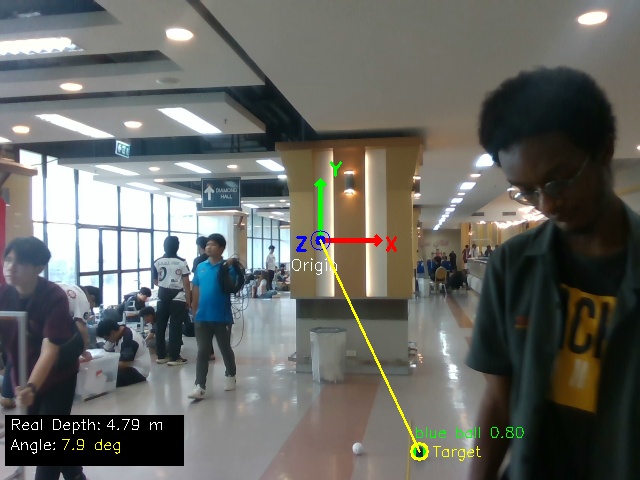 DIAMOND
HALL
Y
Z
X
Origin
blue ball 0.80
Target
Real Depth: 4.79 m
Angle: 7.9 deg